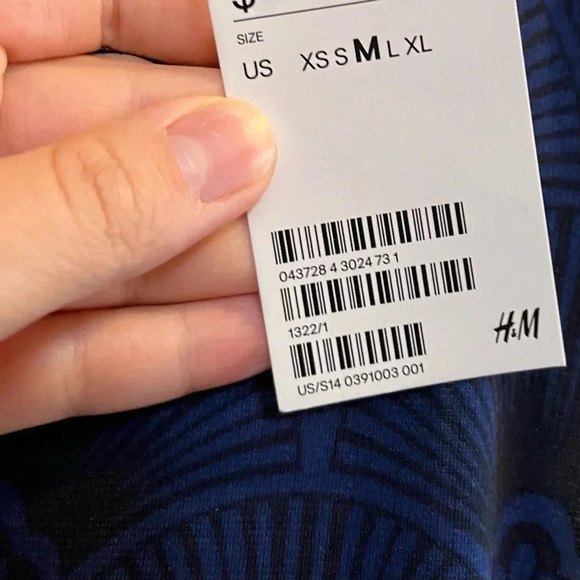 $
SIZE
US XS S M L XL
043728 4 3024 73 1
1322/1
H&M
US/S14 0391003 001